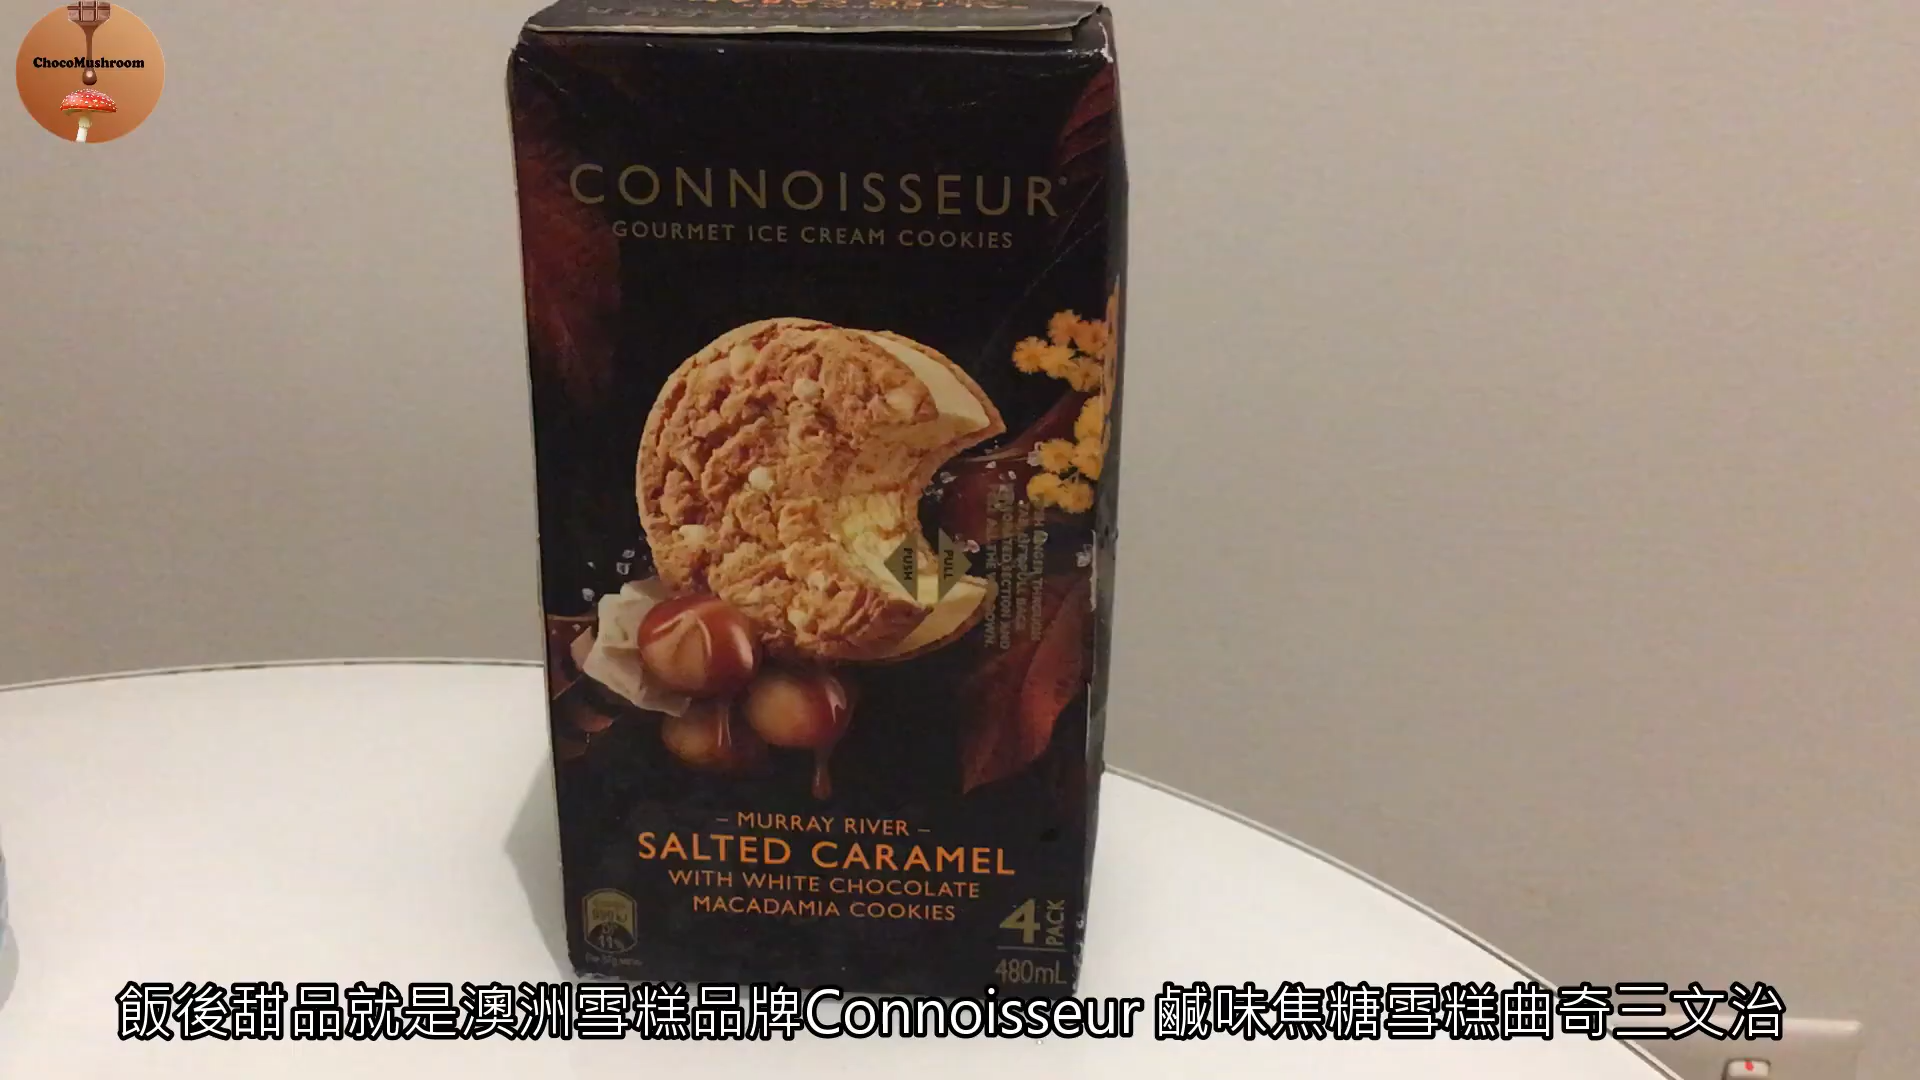 ChocoMushroom
CONNOISSEUR
GOURMET ICE CREAM COOKIES
PUSH
PULL
– MURRAY RIVER –
SALTED CARAMEL
WITH WHITE CHOCOLATE
MACADAMIA COOKIES
4 PACK
480mL
11%
飯後甜品就是澳洲雪糕品牌Connoisseur 鹹味焦糖雪糕曲奇三文治